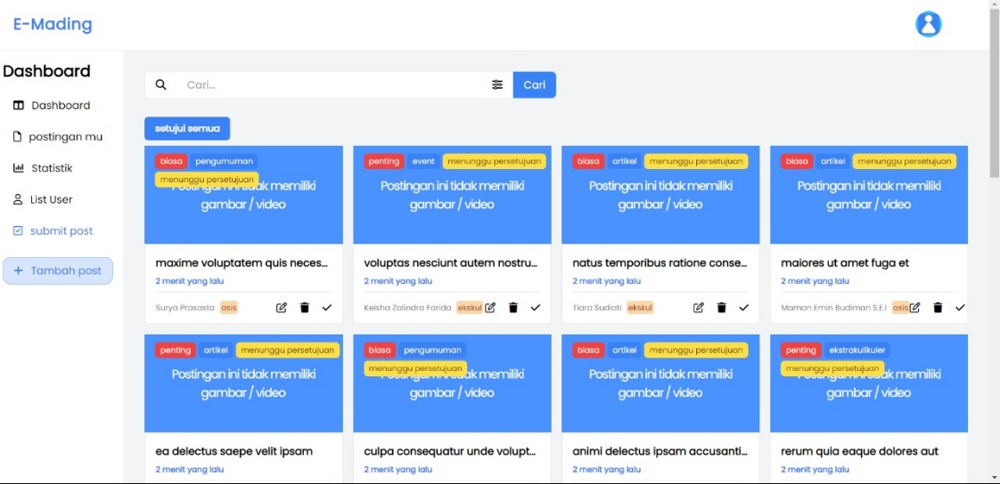 E-Mading
Dashboard
Dashboard
postingan mu
Statistik
List User
submit post
+ Tambah post
Cari...
Cari
setujui semua
biasa pengumuman
menunggu persetujuan
Postingan ini tidak memiliki
gambar / video
maxime voluptatem quis neces...
2 menit yang lalu
Surya Prasasta osis
penting event menunggu persetujuan
Postingan ini tidak memiliki
gambar / video
voluptas nesciunt autem nostru...
2 menit yang lalu
Keisha Zalindra Farida ekskul
biasa artikel menunggu persetujuan
Postingan ini tidak memiliki
gambar / video
natus temporibus ratione conse...
2 menit yang lalu
Tiara Sudiati ekskul
biasa artikel menunggu persetujuan
Postingan ini tidak memiliki
gambar / video
maiores ut amet fuga et
2 menit yang lalu
Maman Emin Budiman S.E.I osis
penting artikel menunggu persetujuan
Postingan ini tidak memiliki
gambar / video
ea delectus saepe velit ipsam
2 menit yang lalu
biasa pengumuman
menunggu persetujuan
Postingan ini tidak memiliki
gambar / video
culpa consequatur unde volupt...
2 menit yang lalu
biasa artikel menunggu persetujuan
Postingan ini tidak memiliki
gambar / video
animi delectus ipsam accusanti...
2 menit yang lalu
penting ekstrakulikuler
menunggu persetujuan
Postingan ini tidak memiliki
gambar / video
rerum quia eaque dolores aut
2 menit yang lalu